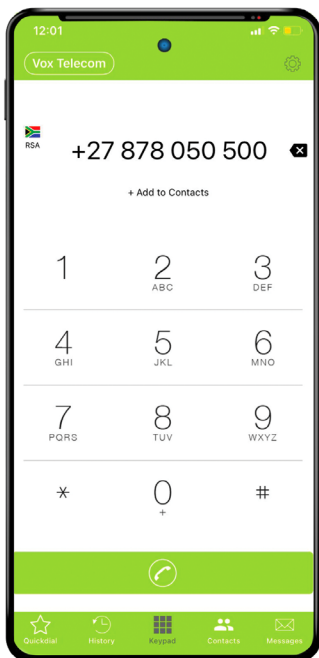 12:01
Vox Telecom
RSA
+27 878 050 500
+ Add to Contacts
1 2 3
ABC DEF
4 5 6
GHI JKL MNO
7 8 9
PQRS TUV WXYZ
* 0 #
+
Quickdial History Keypad Contacts Messages